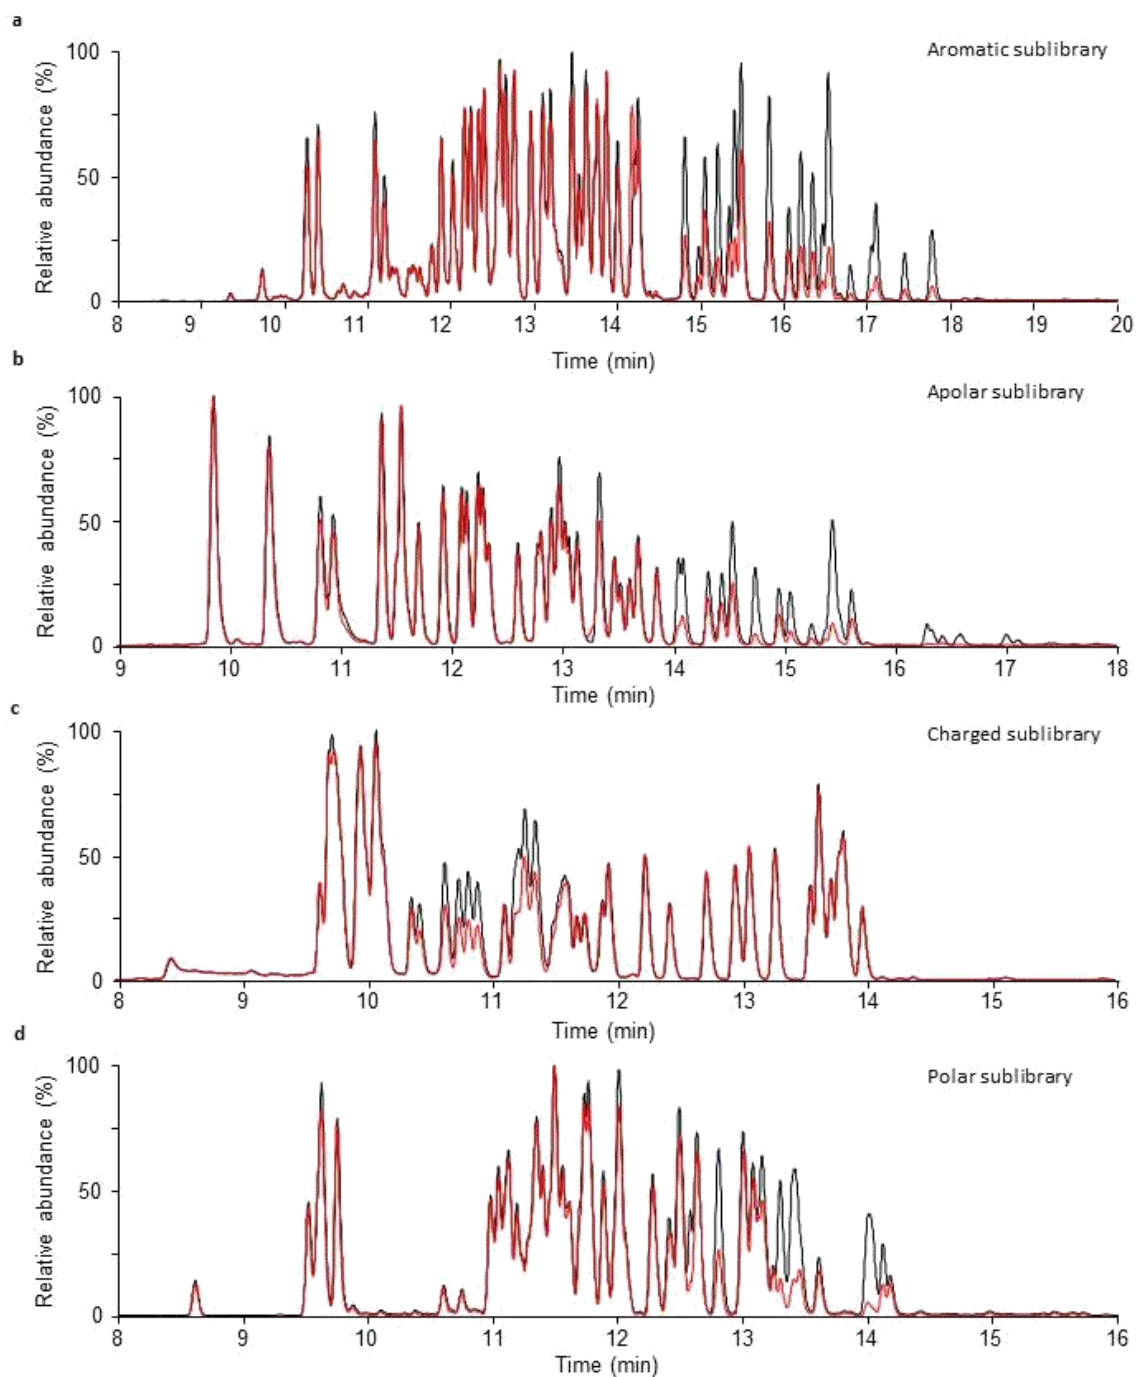 a
Aromatic sublibrary
Relative abundance (%)
100
50
0
8 9 10 11 12 13 14 15 16 17 18 19 20
Time (min)
b
Apolar sublibrary
Relative abundance (%)
100
50
0
9 10 11 12 13 14 15 16 17 18
Time (min)
c
Charged sublibrary
Relative abundance (%)
100
50
0
8 9 10 11 12 13 14 15 16
Time (min)
d
Polar sublibrary
Relative abundance (%)
100
50
0
8 9 10 11 12 13 14 15 16
Time (min)